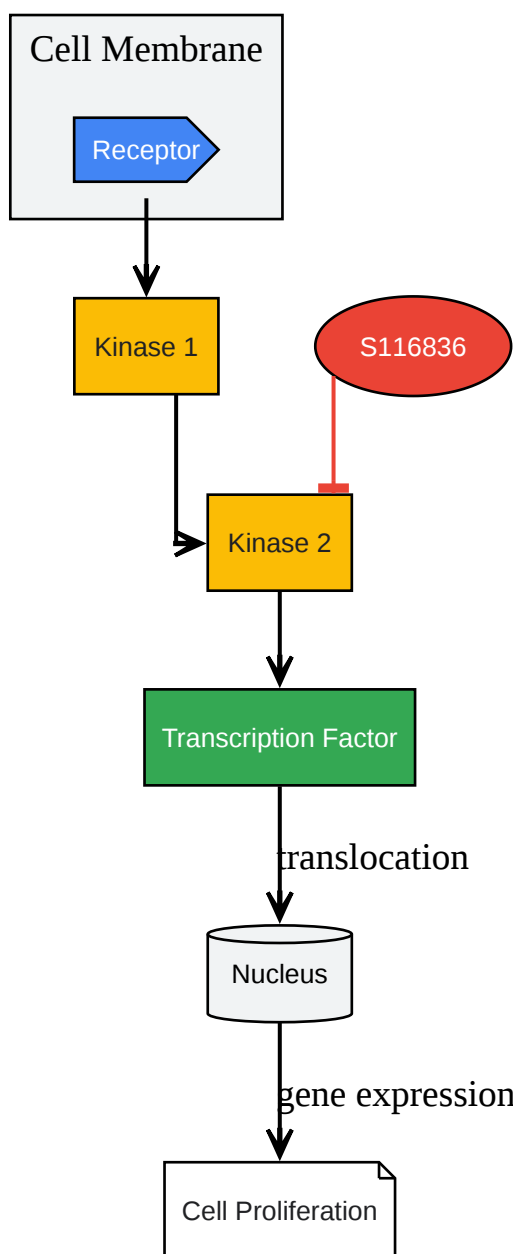 Cell Membrane
Receptor
Kinase 1
S116836
Kinase 2
Transcription Factor
translocation
Nucleus
gene expression
Cell Proliferation